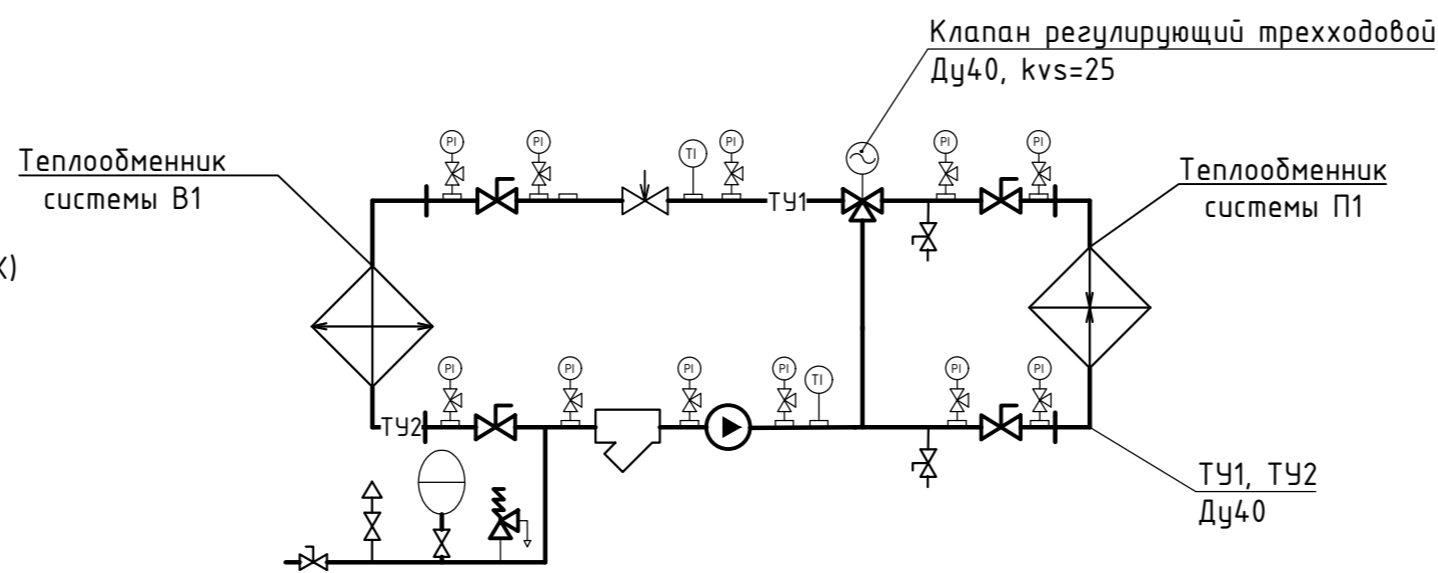 Клапан регулирующий трехходовой
Ду40, kvs=25
Теплообменник
системы В1
Х)
PI
PI
TI
PI
PI
PI
Теплообменник
системы П1
ТУ1
PI
PI
PI
PI
TI
PI
PI
ТУ2
ТУ1, ТУ2
Ду40